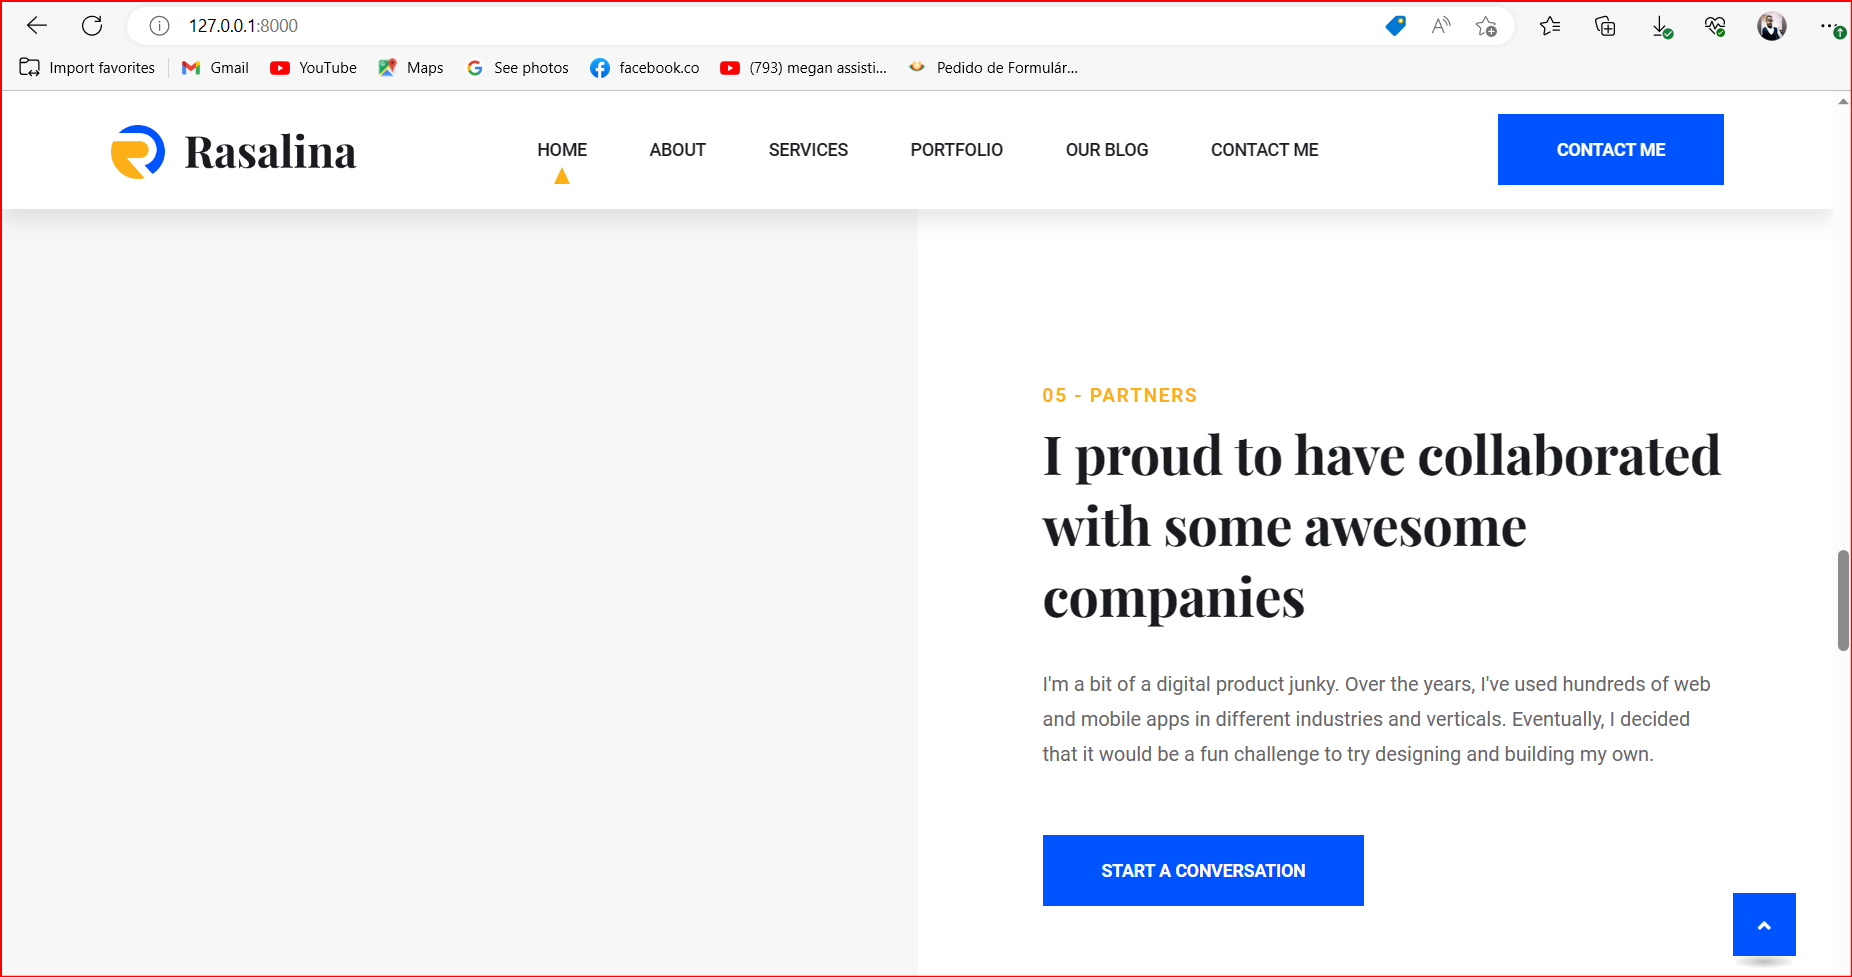 127.0.0.1:8000
Import favorites
Gmail
YouTube
Maps
See photos
facebook.co
(793) megan assisti...
Pedido de Formulár...
Rasalina
HOME
ABOUT
SERVICES
PORTFOLIO
OUR BLOG
CONTACT ME
CONTACT ME
05 - PARTNERS
I proud to have collaborated
with some awesome
companies
I'm a bit of a digital product junky. Over the years, I've used hundreds of web
and mobile apps in different industries and verticals. Eventually, I decided
that it would be a fun challenge to try designing and building my own.
START A CONVERSATION